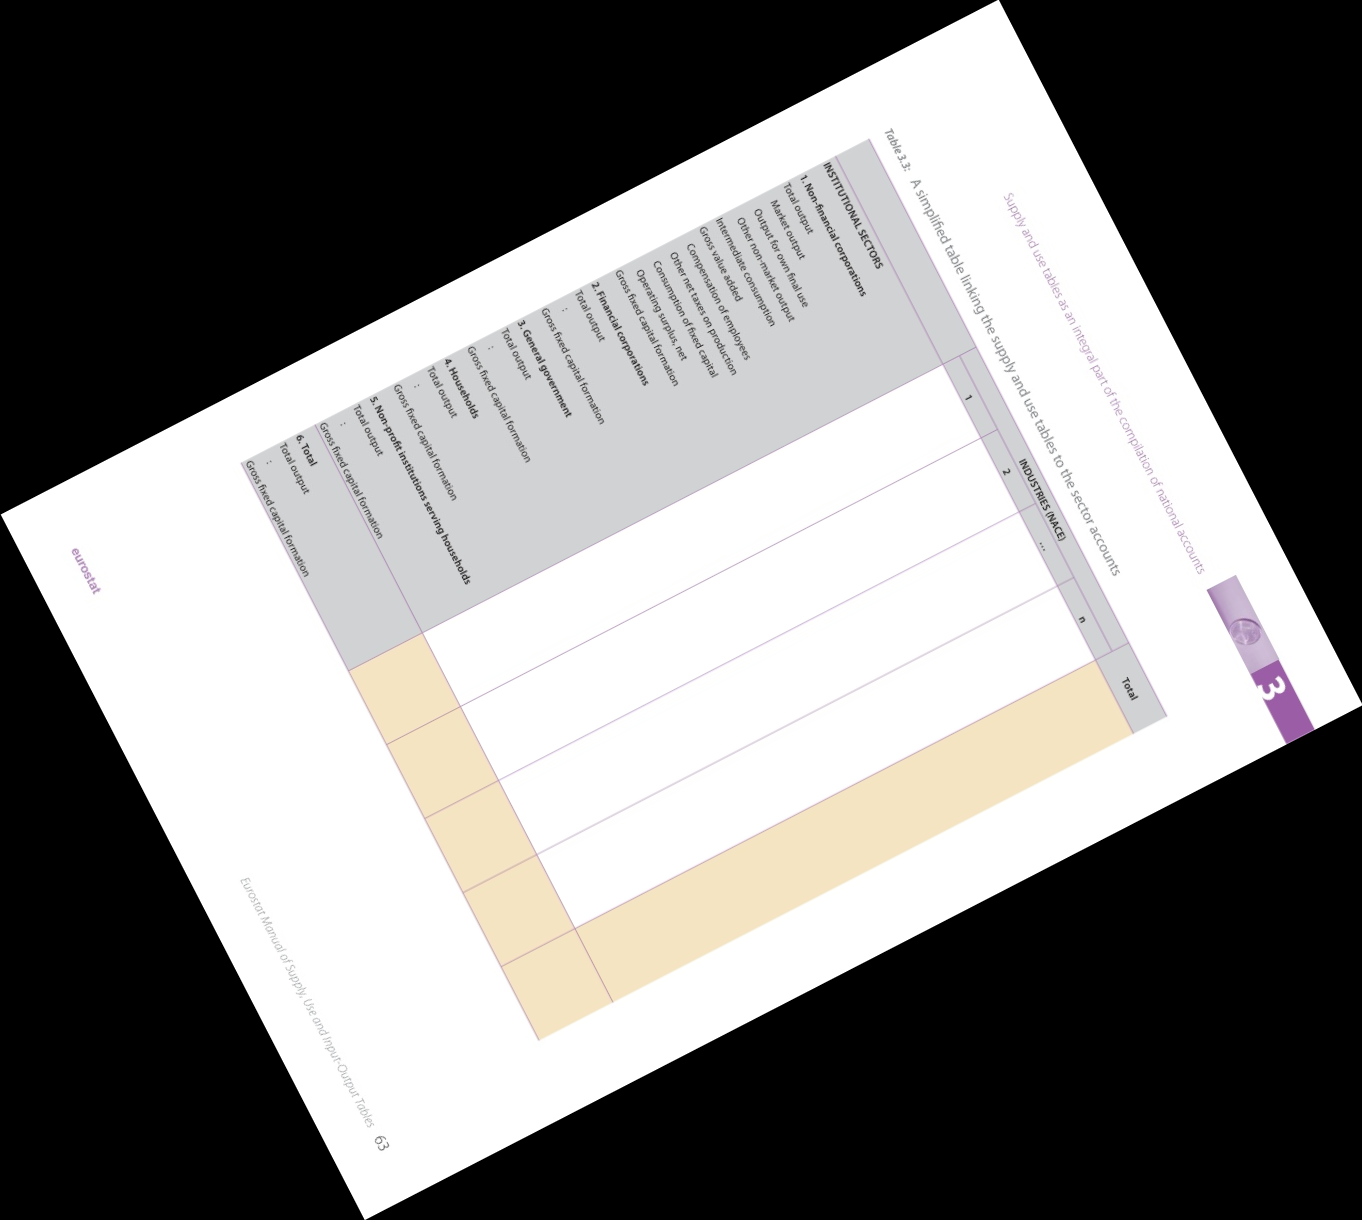 Supply and use tables as an integral part of the compilation of national accounts
3
Table 3.3: A simplified table linking the supply and use tables to the sector accounts
INSTITUTIONAL SECTORS
INDUSTRIES (NACE)
Total
1
2
...
n
1. Non-financial corporations
Total output
Market output
Output for own final use
Other non-market output
Intermediate consumption
Gross value added
Compensation of employees
Other net taxes on production
Consumption of fixed capital
Operating surplus, net
Gross fixed capital formation
2. Financial corporations
Total output
:
Gross fixed capital formation
3. General government
Total output
:
Gross fixed capital formation
4. Households
Total output
:
Gross fixed capital formation
5. Non-profit institutions serving households
Total output
:
Gross fixed capital formation
6. Total
Total output
:
Gross fixed capital formation
eurostat
Eurostat Manual of Supply, Use and Input-Output Tables 63